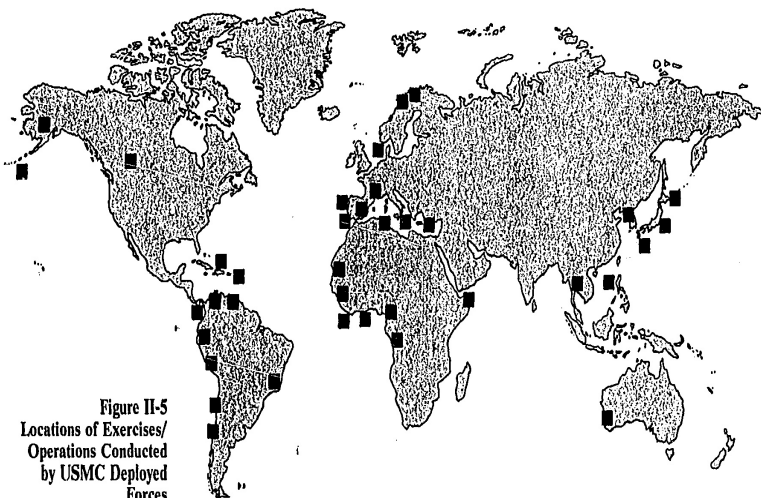 Figure II-5
Locations of Exercises/
Operations Conducted
by USMC Deployed
Forces